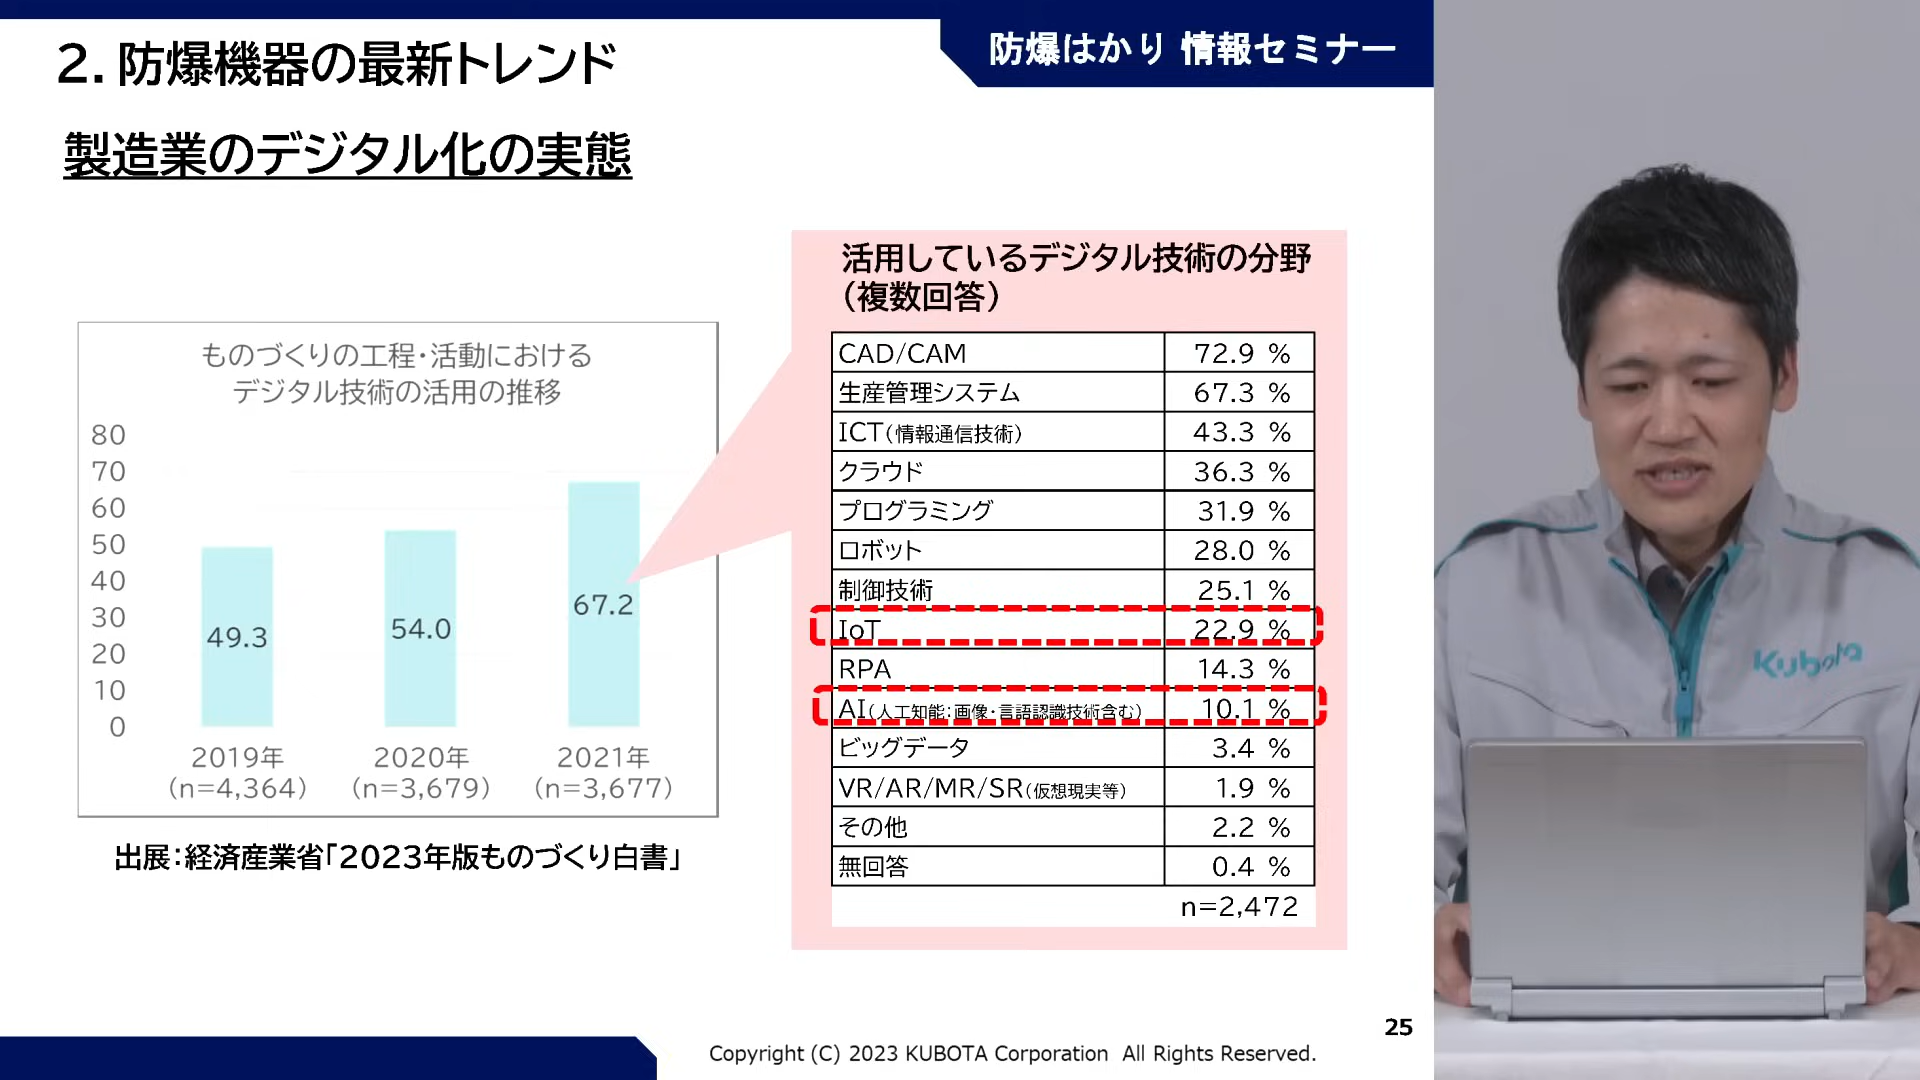 2. 防爆機器の最新トレンド
防爆はかり 情報セミナー
製造業のデジタル化の実態
ものづくりの工程・活動における
デジタル技術の活用の推移
80
70
60
50
40
30
20
10
0
49.3
54.0
67.2
2019年
(n=4,364)
2020年
(n=3,679)
2021年
(n=3,677)
出展:経済産業省「2023年版ものづくり白書」
活用しているデジタル技術の分野
(複数回答)
CAD/CAM 72.9 %
生産管理システム 67.3 %
ICT(情報通信技術) 43.3 %
クラウド 36.3 %
プログラミング 31.9 %
ロボット 28.0 %
制御技術 25.1 %
IoT 22.9 %
RPA 14.3 %
AI(人工知能:画像・言語認識技術含む) 10.1 %
ビッグデータ 3.4 %
VR/AR/MR/SR(仮想現実等) 1.9 %
その他 2.2 %
無回答 0.4 %
n=2,472
25
Copyright (C) 2023 KUBOTA Corporation All Rights Reserved.
Kubota